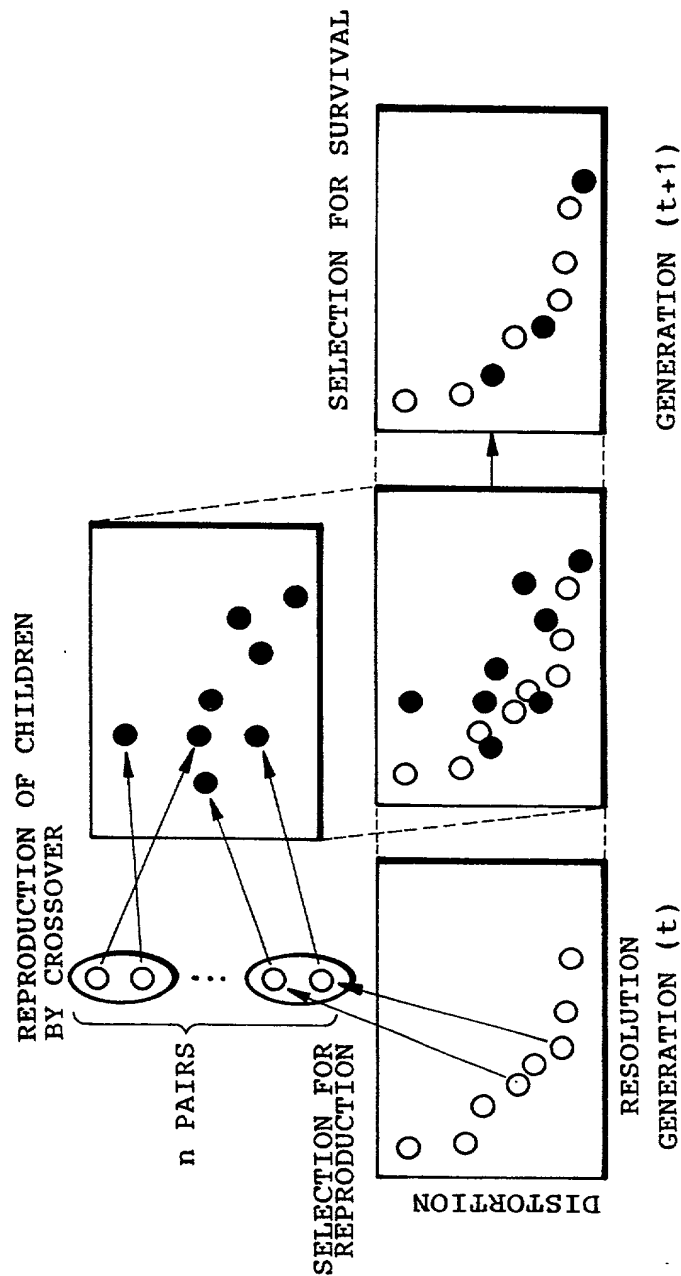 REPRODUCTION OF CHILDREN
BY CROSSOVER
n PAIRS
SELECTION FOR
REPRODUCTION
SELECTION FOR SURVIVAL
DISTORTION
RESOLUTION
GENERATION (t)
GENERATION (t+1)